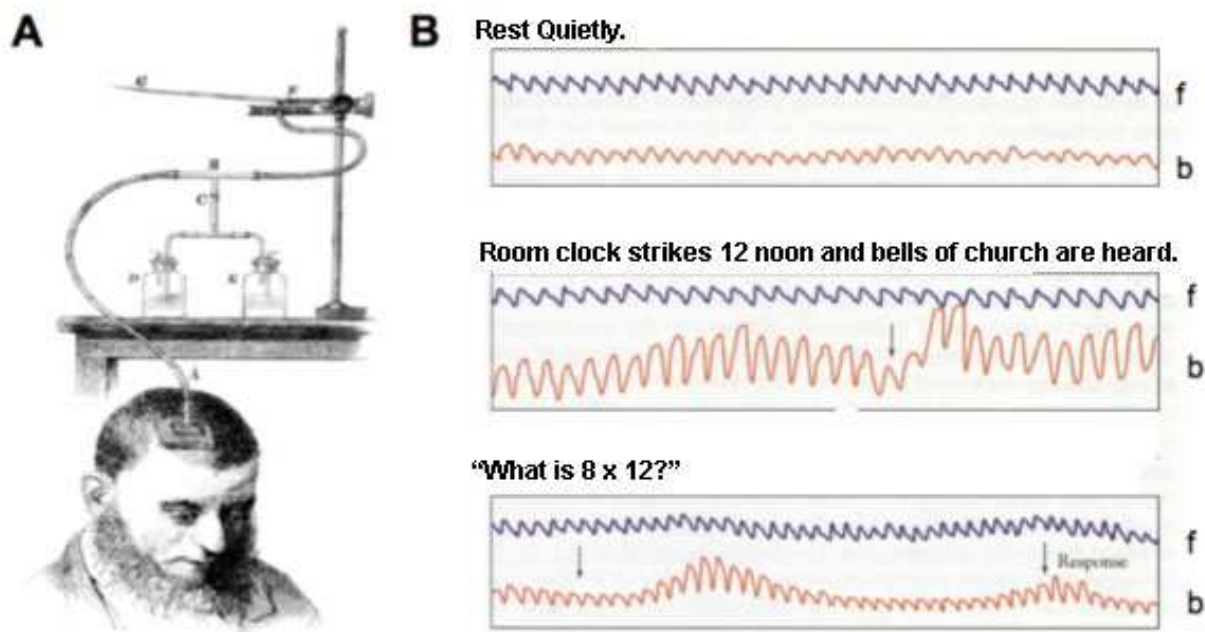 A
B
Rest Quietly.
f
b
Room clock strikes 12 noon and bells of church are heard.
f
b
“What is 8 x 12?”
f
Response
b
G
F
C
D
A